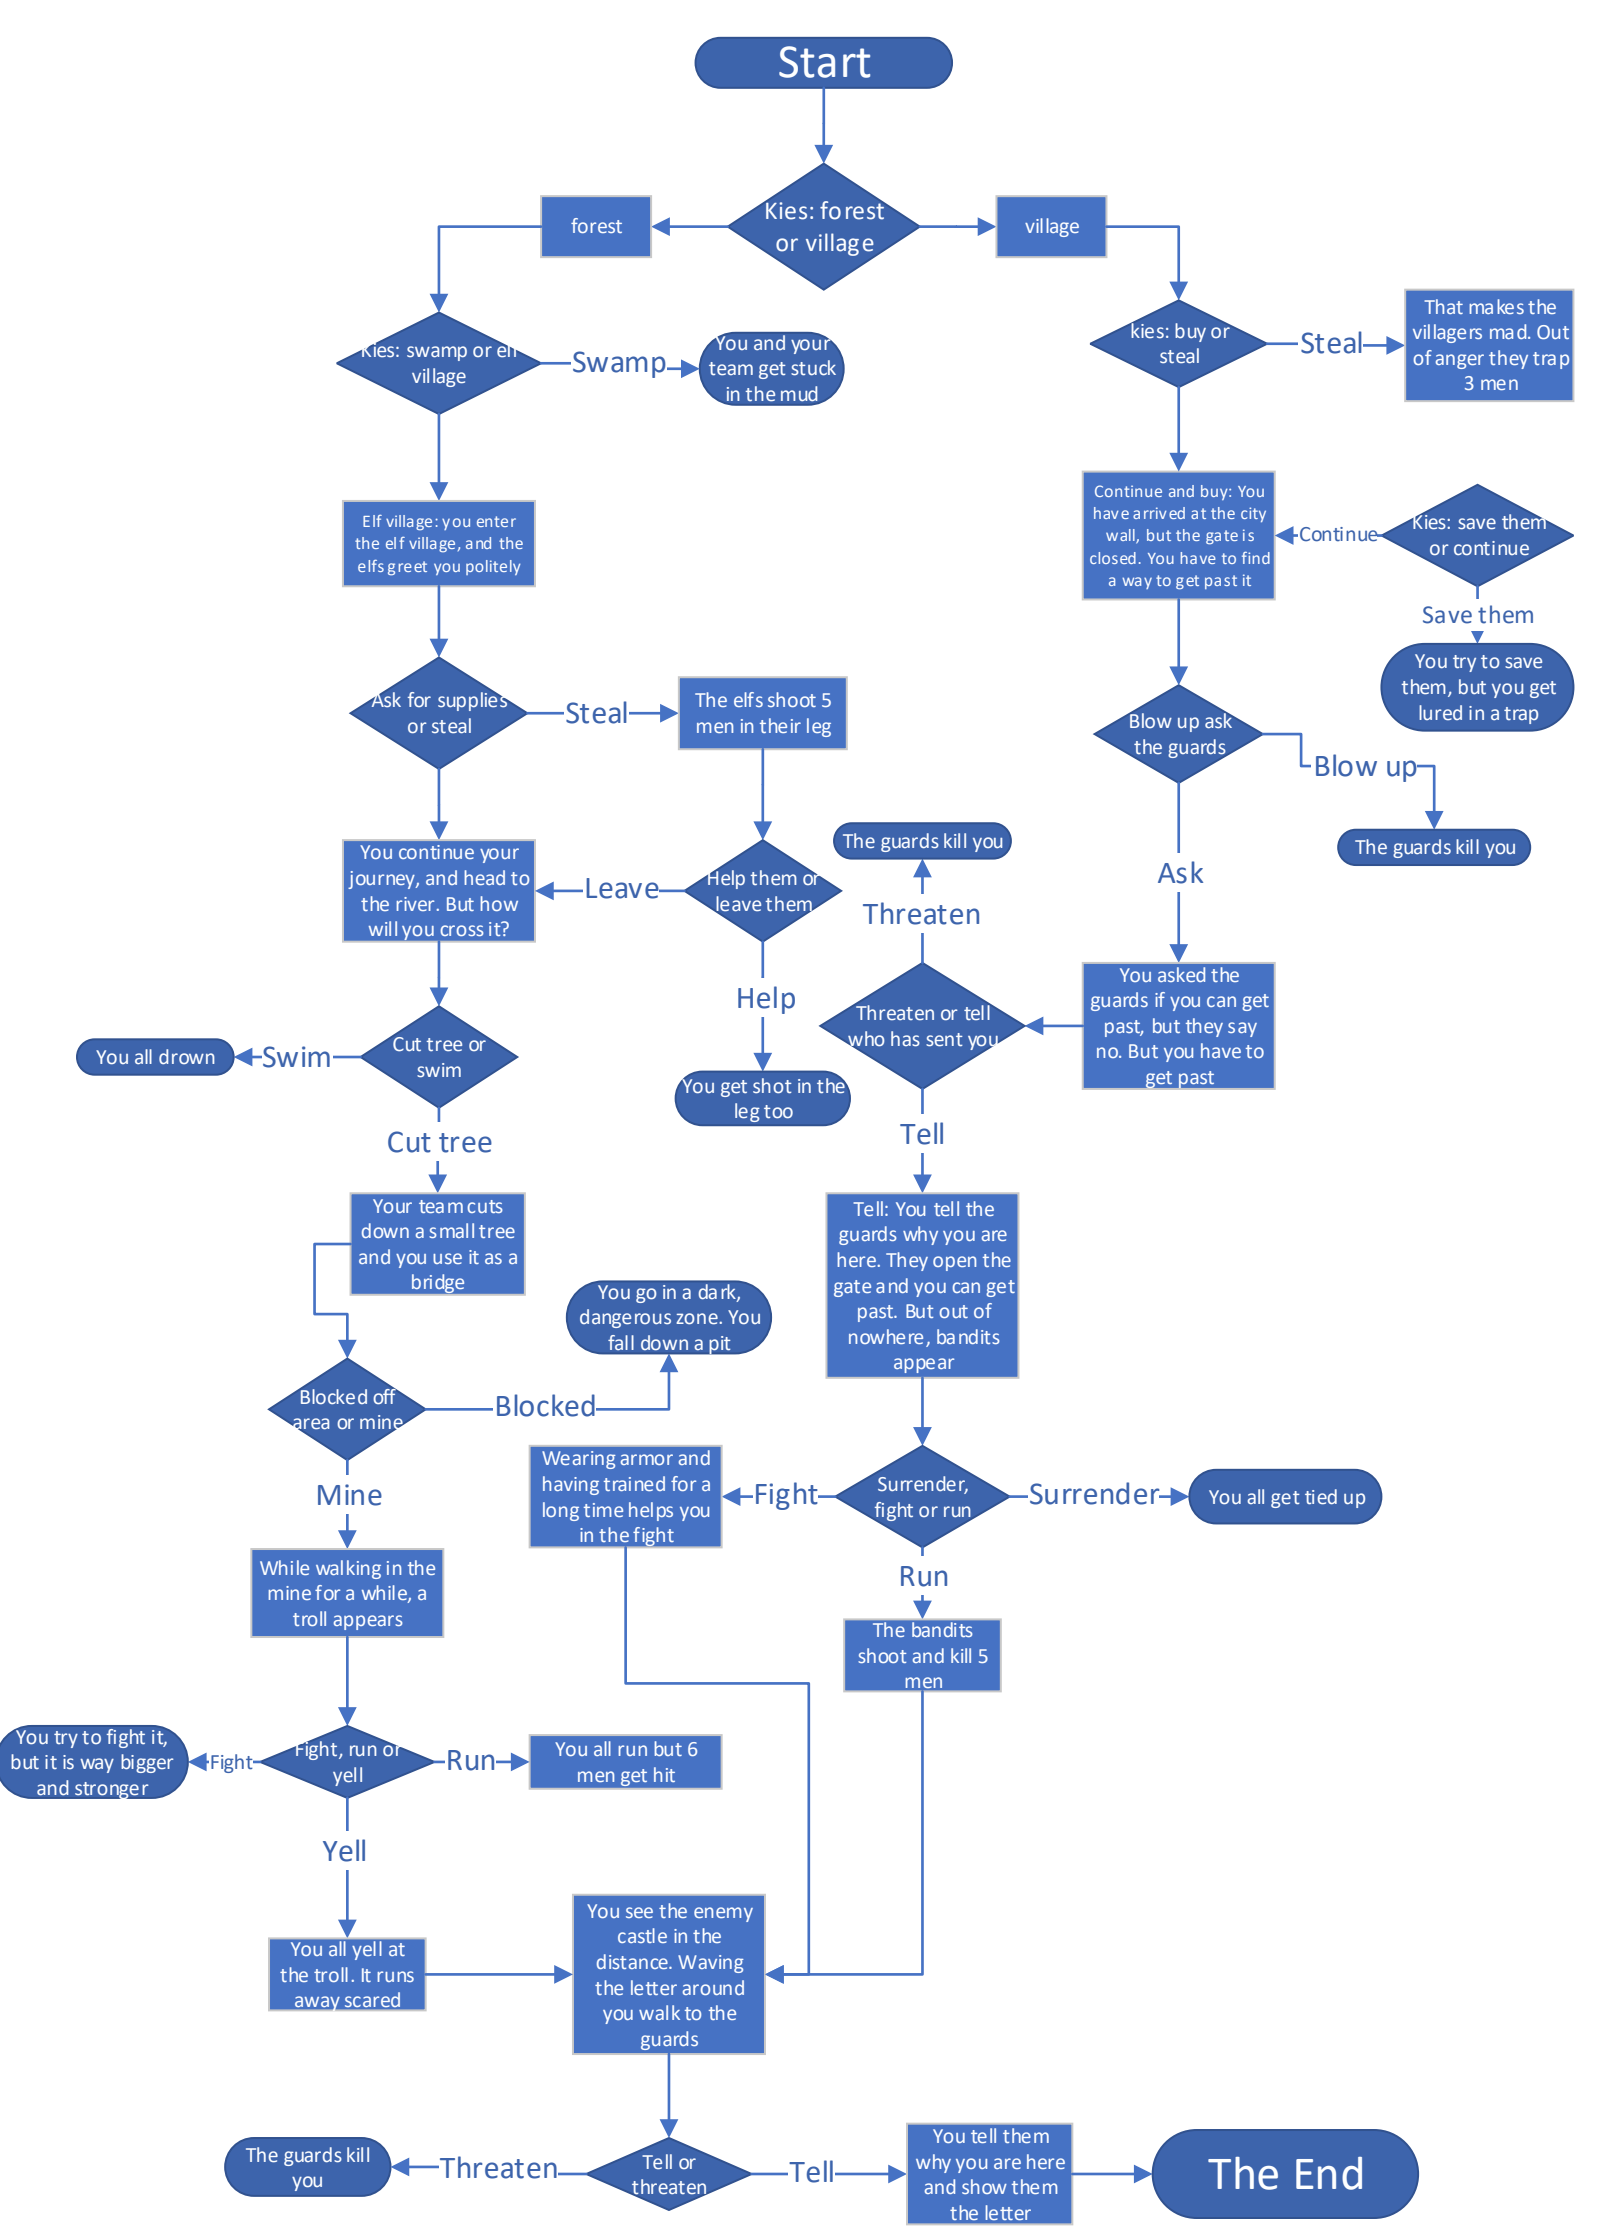 Start
Kies: forest
or village
forest
village
Kies: swamp or elf
village
Swamp
You and your
team get stuck
in the mud
kies: buy or
steal
Steal
That makes the
villagers mad. Out
of anger they trap
3 men
Elf village: you enter
the elf village, and the
elfs greet you politely
Continue and buy: You
have arrived at the city
wall, but the gate is
closed. You have to find
a way to get past it
Continue
Kies: save them
or continue
Save them
You try to save
them, but you get
lured in a trap
Ask for supplies
or steal
Steal
The elfs shoot 5
men in their leg
Blow up ask
the guards
Blow up
The guards kill you
Ask
You continue your
journey, and head to
the river. But how
will you cross it?
Leave
Help them or
leave them
The guards kill you
Threaten
Help
You get shot in the
leg too
Threaten or tell
who has sent you
You asked the
guards if you can get
past, but they say
no. But you have to
get past
You all drown
Swim
Cut tree or
swim
Cut tree
Tell
Your team cuts
down a small tree
and you use it as a
bridge
Tell: You tell the
guards why you are
here. They open the
gate and you can get
past. But out of
nowhere, bandits
appear
You go in a dark,
dangerous zone. You
fall down a pit
Blocked off
area or mine
Blocked
Mine
Wearing armor and
having trained for a
long time helps you
in the fight
Fight
Surrender,
fight or run
Surrender
You all get tied up
Run
The bandits
shoot and kill 5
men
While walking in the
mine for a while, a
troll appears
You try to fight it,
but it is way bigger
and stronger
Fight
Fight, run or
yell
Run
You all run but 6
men get hit
Yell
You all yell at
the troll. It runs
away scared
You see the enemy
castle in the
distance. Waving
the letter around
you walk to the
guards
The guards kill
you
Threaten
Tell or
threaten
Tell
You tell them
why you are here
and show them
the letter
The End